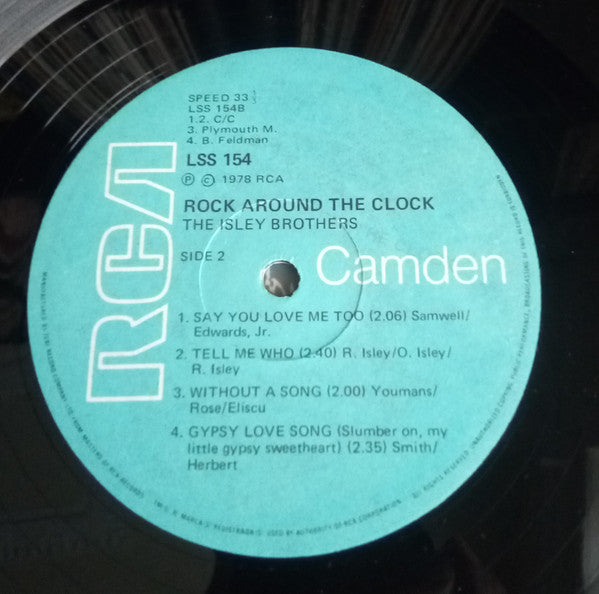 SPEED 33 1/3
LSS 154B
1.2. C/C
3. Plymouth M.
4. B. Feldman
LSS 154
Ⓟ © 1978 RCA
ROCK AROUND THE CLOCK
THE ISLEY BROTHERS
SIDE 2
RCA
Camden
1. SAY YOU LOVE ME TOO (2.06) Samwell/
Edwards, Jr.
2. TELL ME WHO (2.40) R. Isley/O. Isley/
R. Isley
3. WITHOUT A SONG (2.00) Youmans/
Rose/Eliscu
4. GYPSY LOVE SONG (Slumber on, my
little gypsy sweetheart) (2.35) Smith/
Herbert